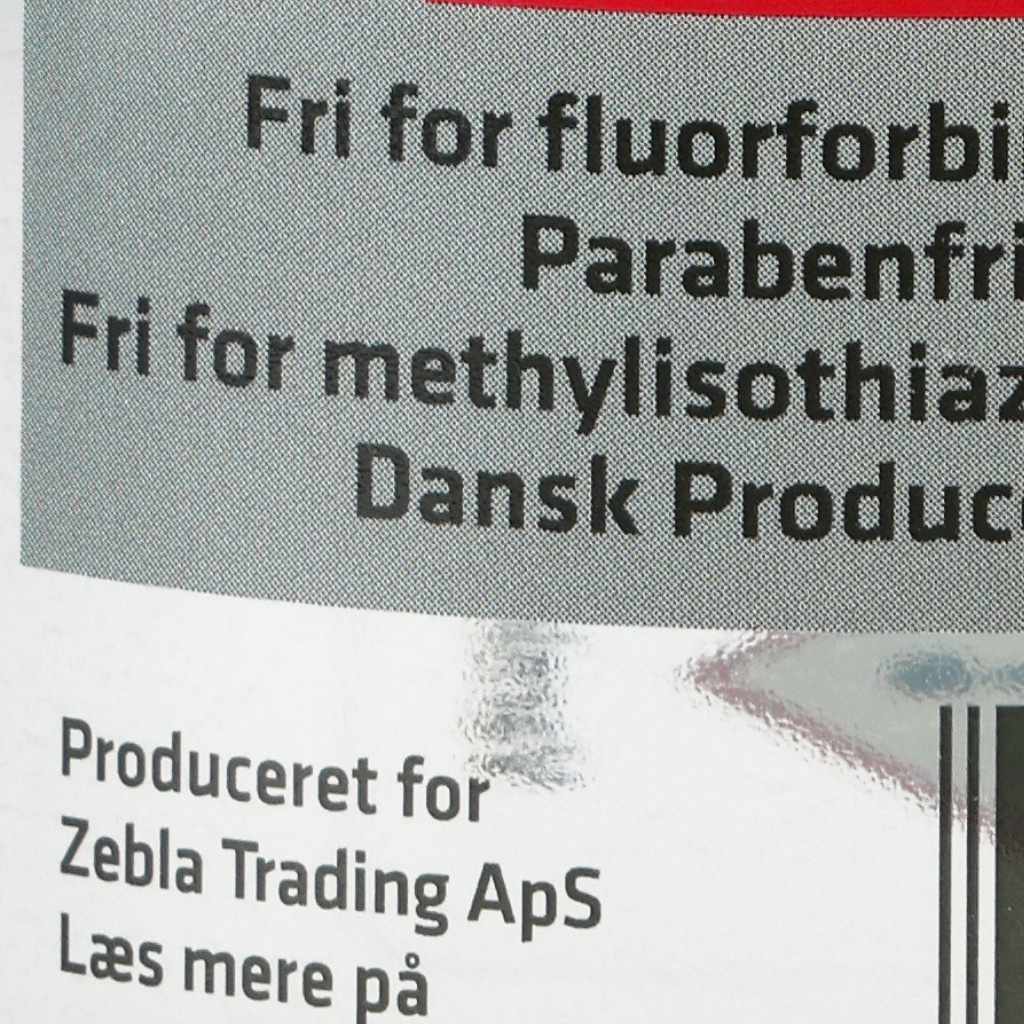 Fri for fluorforbi
Parabenfri
Fri for methylisothiaz
Dansk Produc
Produceret for
Zebla Trading ApS
Læs mere på